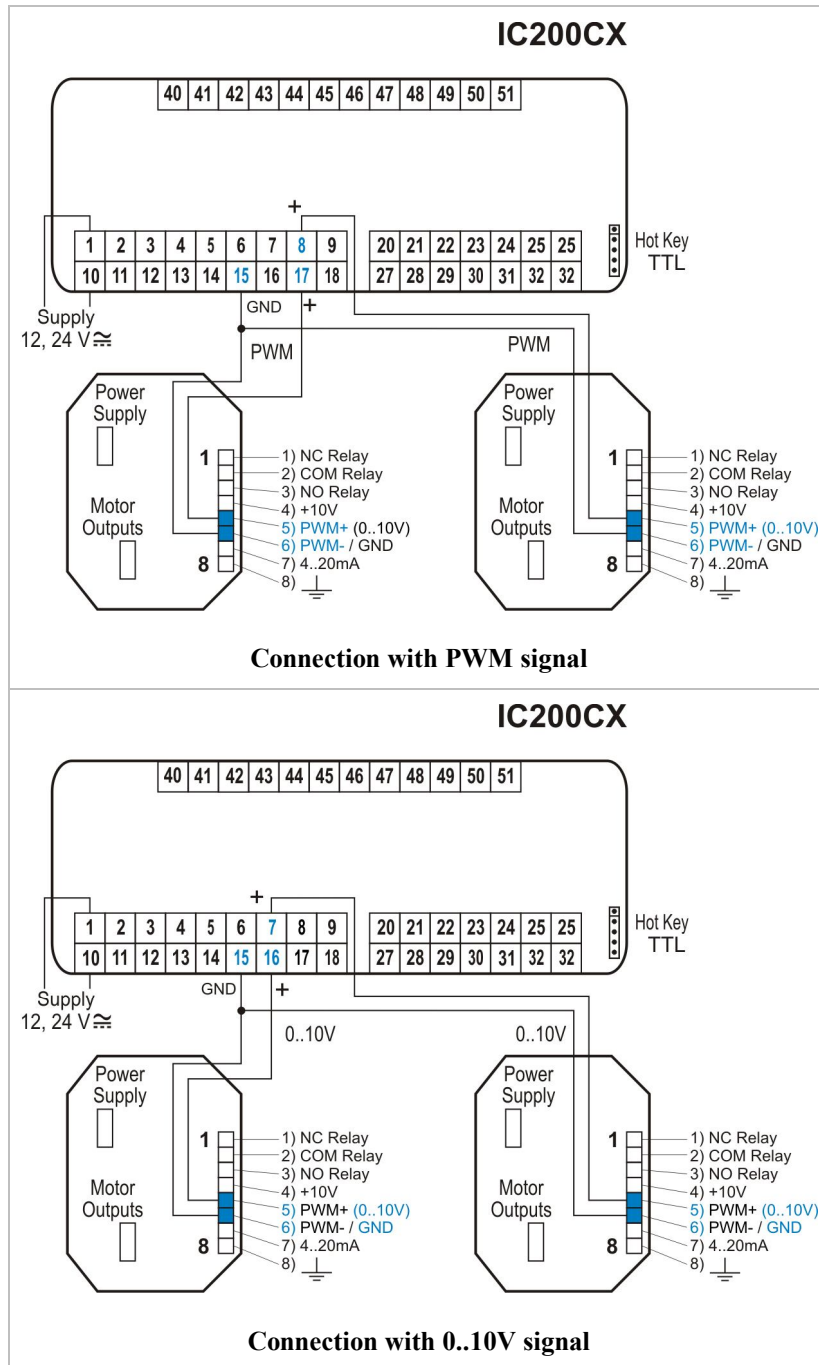 IC200CX
40 41 42 43 44 45 46 47 48 49 50 51
+
1 2 3 4 5 6 7 8 9 20 21 22 23 24 25 25
10 11 12 13 14 15 16 17 18 27 28 29 30 31 32 32
Hot Key
TTL
Supply
12, 24 V≅
GND +
PWM PWM
Power
Supply
Motor
Outputs
1
8
1) NC Relay
2) COM Relay
3) NO Relay
4) +10V
5) PWM+ (0..10V)
6) PWM- / GND
7) 4..20mA
8)
Power
Supply
Motor
Outputs
1
8
1) NC Relay
2) COM Relay
3) NO Relay
4) +10V
5) PWM+ (0..10V)
6) PWM- / GND
7) 4..20mA
8)
Connection with PWM signal
IC200CX
40 41 42 43 44 45 46 47 48 49 50 51
+
1 2 3 4 5 6 7 8 9 20 21 22 23 24 25 25
10 11 12 13 14 15 16 17 18 27 28 29 30 31 32 32
Hot Key
TTL
Supply
12, 24 V≅
GND +
0..10V 0..10V
Power
Supply
Motor
Outputs
1
8
1) NC Relay
2) COM Relay
3) NO Relay
4) +10V
5) PWM+ (0..10V)
6) PWM- / GND
7) 4..20mA
8)
Power
Supply
Motor
Outputs
1
8
1) NC Relay
2) COM Relay
3) NO Relay
4) +10V
5) PWM+ (0..10V)
6) PWM- / GND
7) 4..20mA
8)
Connection with 0..10V signal